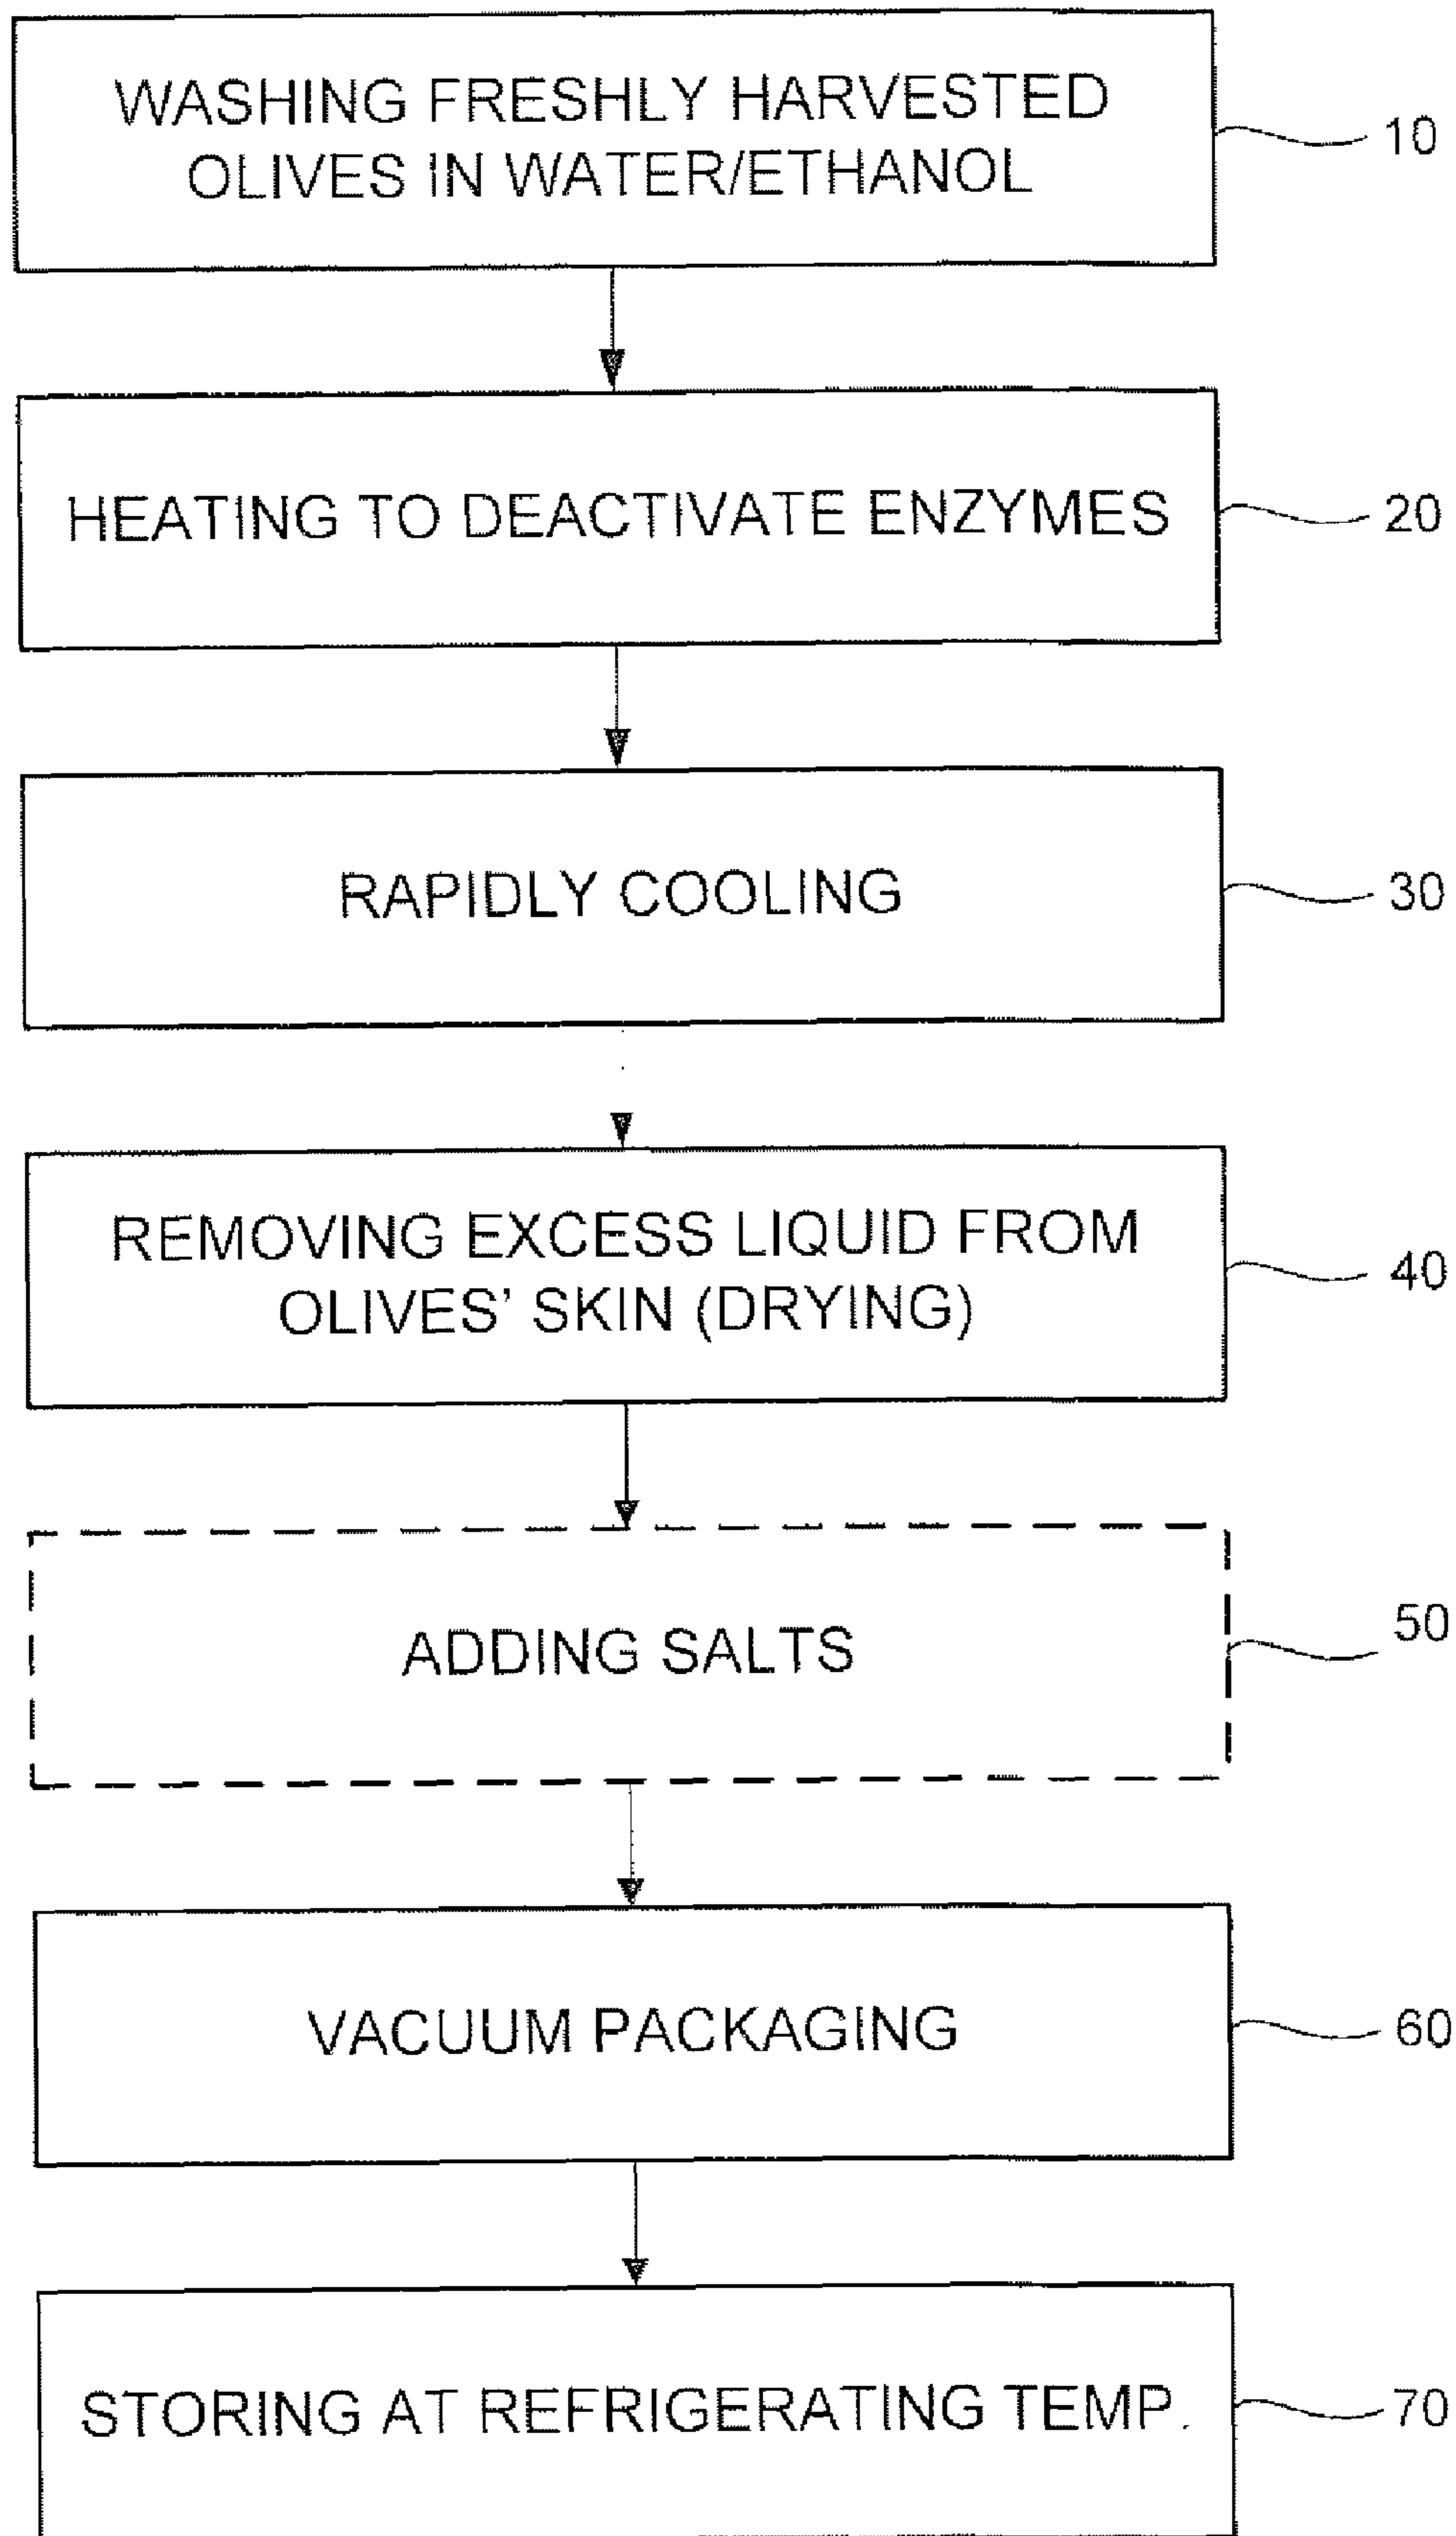 WASHING FRESHLY HARVESTED
OLIVES IN WATER/ETHANOL
10
HEATING TO DEACTIVATE ENZYMES
20
RAPIDLY COOLING
30
REMOVING EXCESS LIQUID FROM
OLIVES’ SKIN (DRYING)
40
ADDING SALTS
50
VACUUM PACKAGING
60
STORING AT REFRIGERATING TEMP.
70